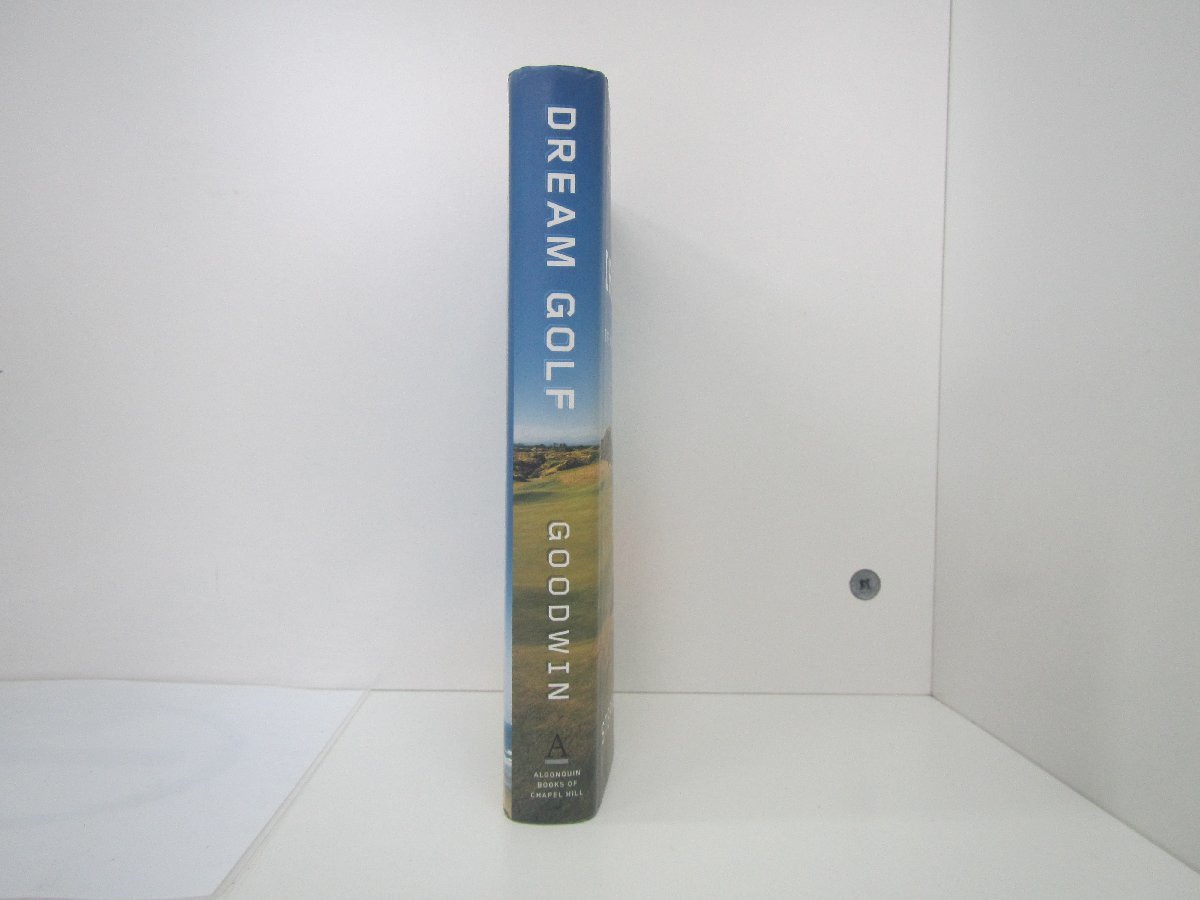 DREAM GOLF
GOODWIN
A
ALGONQUIN
BOOKS OF
CHAPEL HILL